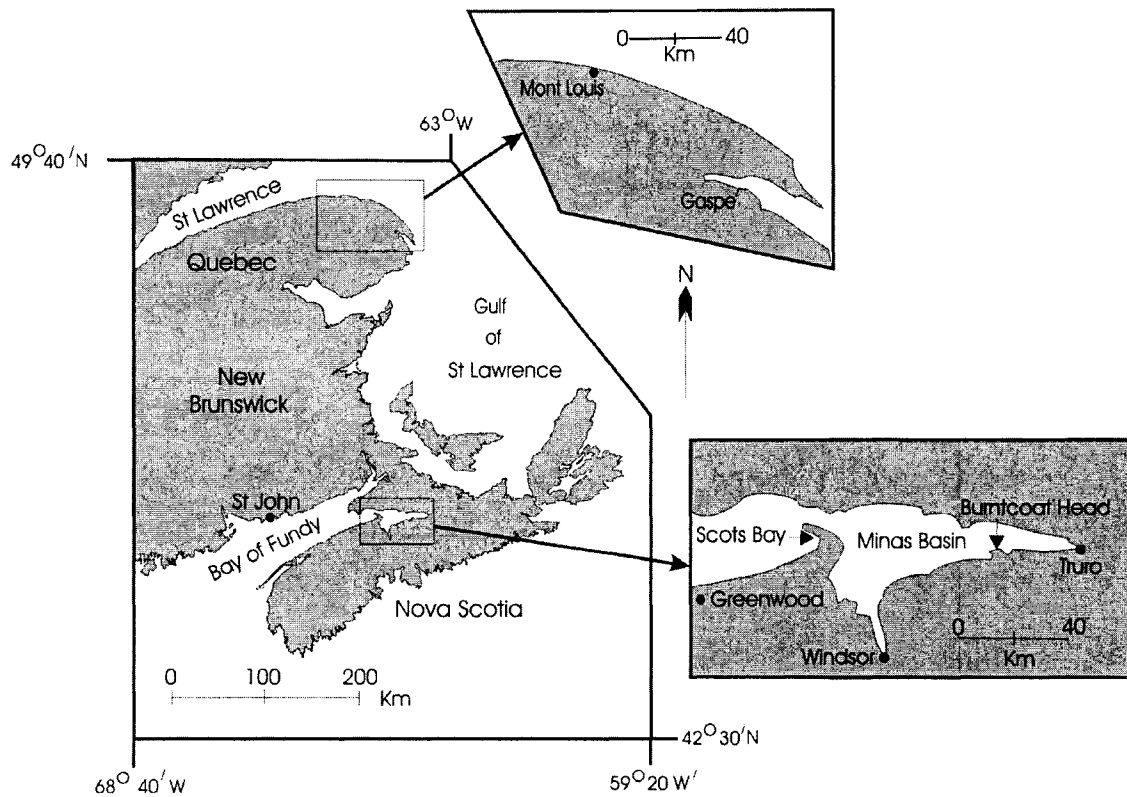 0 40
Km
Mont Louis
Gaspe'
63° W
49° 40' N
St Lawrence
Quebec
N
Gulf
of
St Lawrence
New
Brunswick
St John
Bay of Fundy
Nova Scotia
0 100 200
Km
Burntcoat Head
Scots Bay
Minas Basin
Truro
Greenwood
0 40
Km
Windsor
42° 30' N
68° 40' W
59° 20 W'